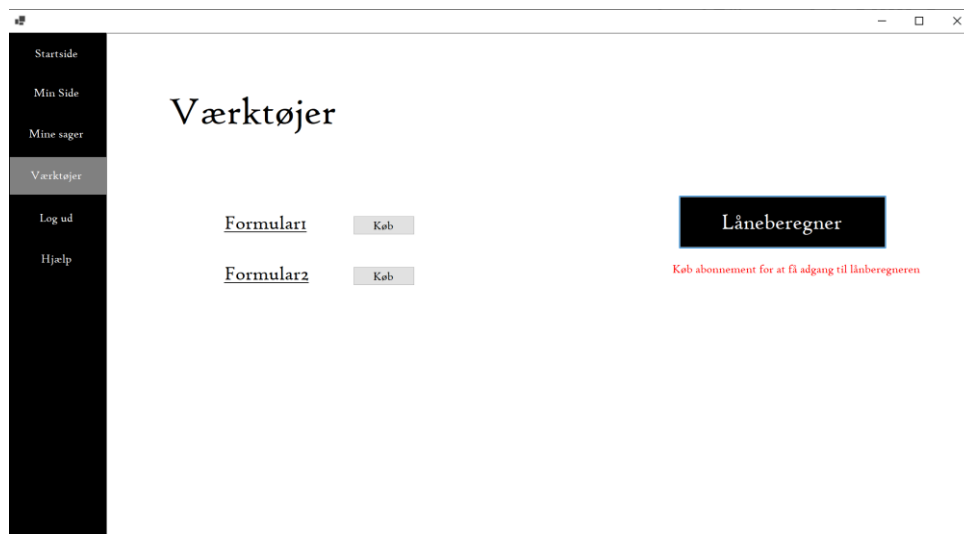 Startside
Min Side
Mine sager
Værktøjer
Log ud
Hjælp
Værktøjer
Formular1 Køb
Formular2 Køb
Låneberegner
Køb abonnement for at få adgang til lånberegneren